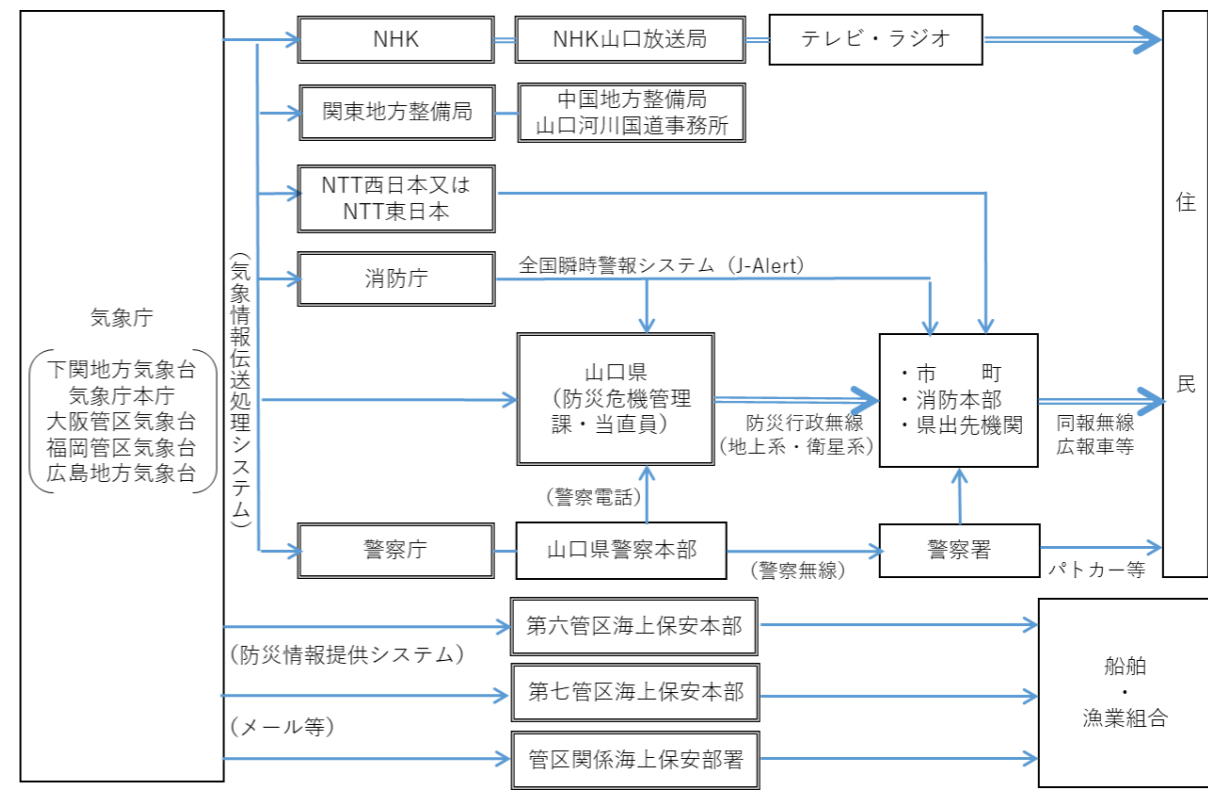 気象庁
下関地方気象台
気象庁本庁
大阪管区気象台
福岡管区気象台
広島地方気象台
(気象情報伝送処理システム)
NHK
NHK山口放送局
テレビ・ラジオ
関東地方整備局
中国地方整備局
山口河川国道事務所
NTT西日本又は
NTT東日本
消防庁
全国瞬時警報システム（J-Alert）
山口県
（防災危機管理
課・当直員）
防災行政無線
(地上系・衛星系)
・市　　町
・消防本部
・県出先機関
同報無線
広報車等
(警察電話)
警察庁
山口県警察本部
(警察無線)
警察署
パトカー等
住
民
(防災情報提供システム)
(メール等)
第六管区海上保安本部
第七管区海上保安本部
管区関係海上保安部署
船舶
・
漁業組合